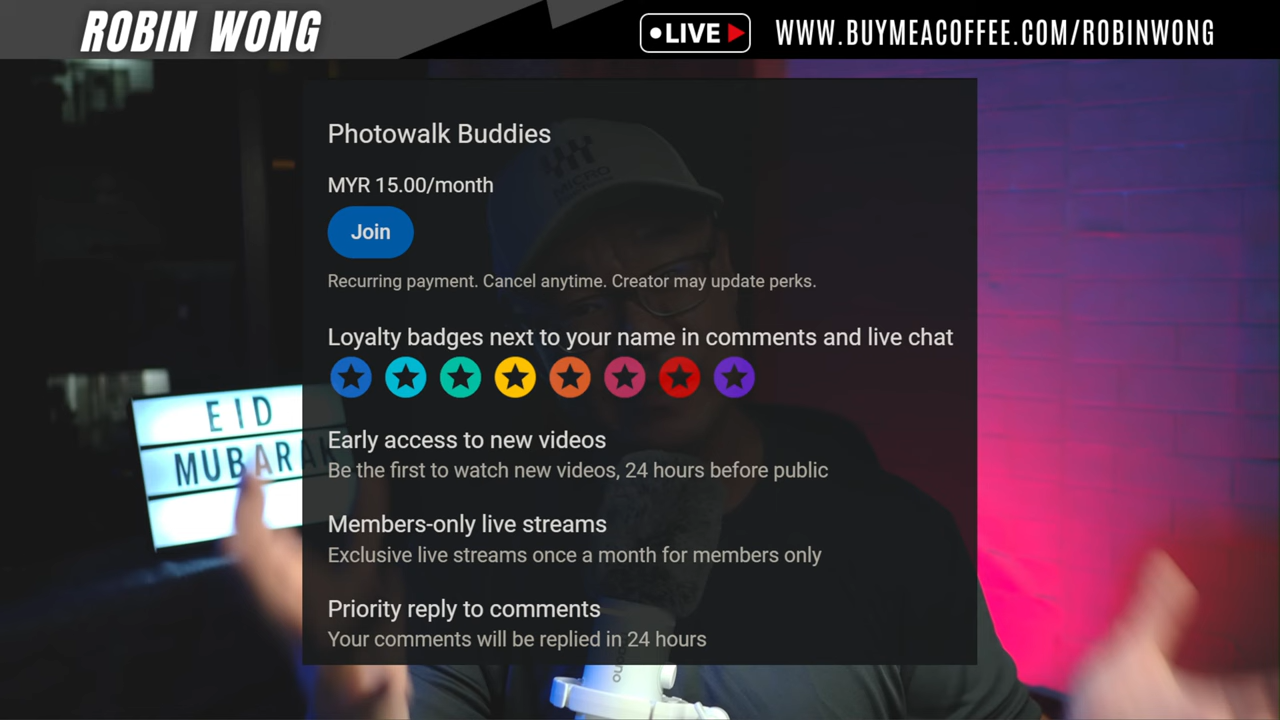 ROBIN WONG
LIVE
WWW.BUYMEACOFFEE.COM/ROBINWONG
Photowalk Buddies
MYR 15.00/month
Join
Recurring payment. Cancel anytime. Creator may update perks.
Loyalty badges next to your name in comments and live chat
Early access to new videos
Be the first to watch new videos, 24 hours before public
Members-only live streams
Exclusive live streams once a month for members only
Priority reply to comments
Your comments will be replied in 24 hours
EID
MUBARAK
MICRO